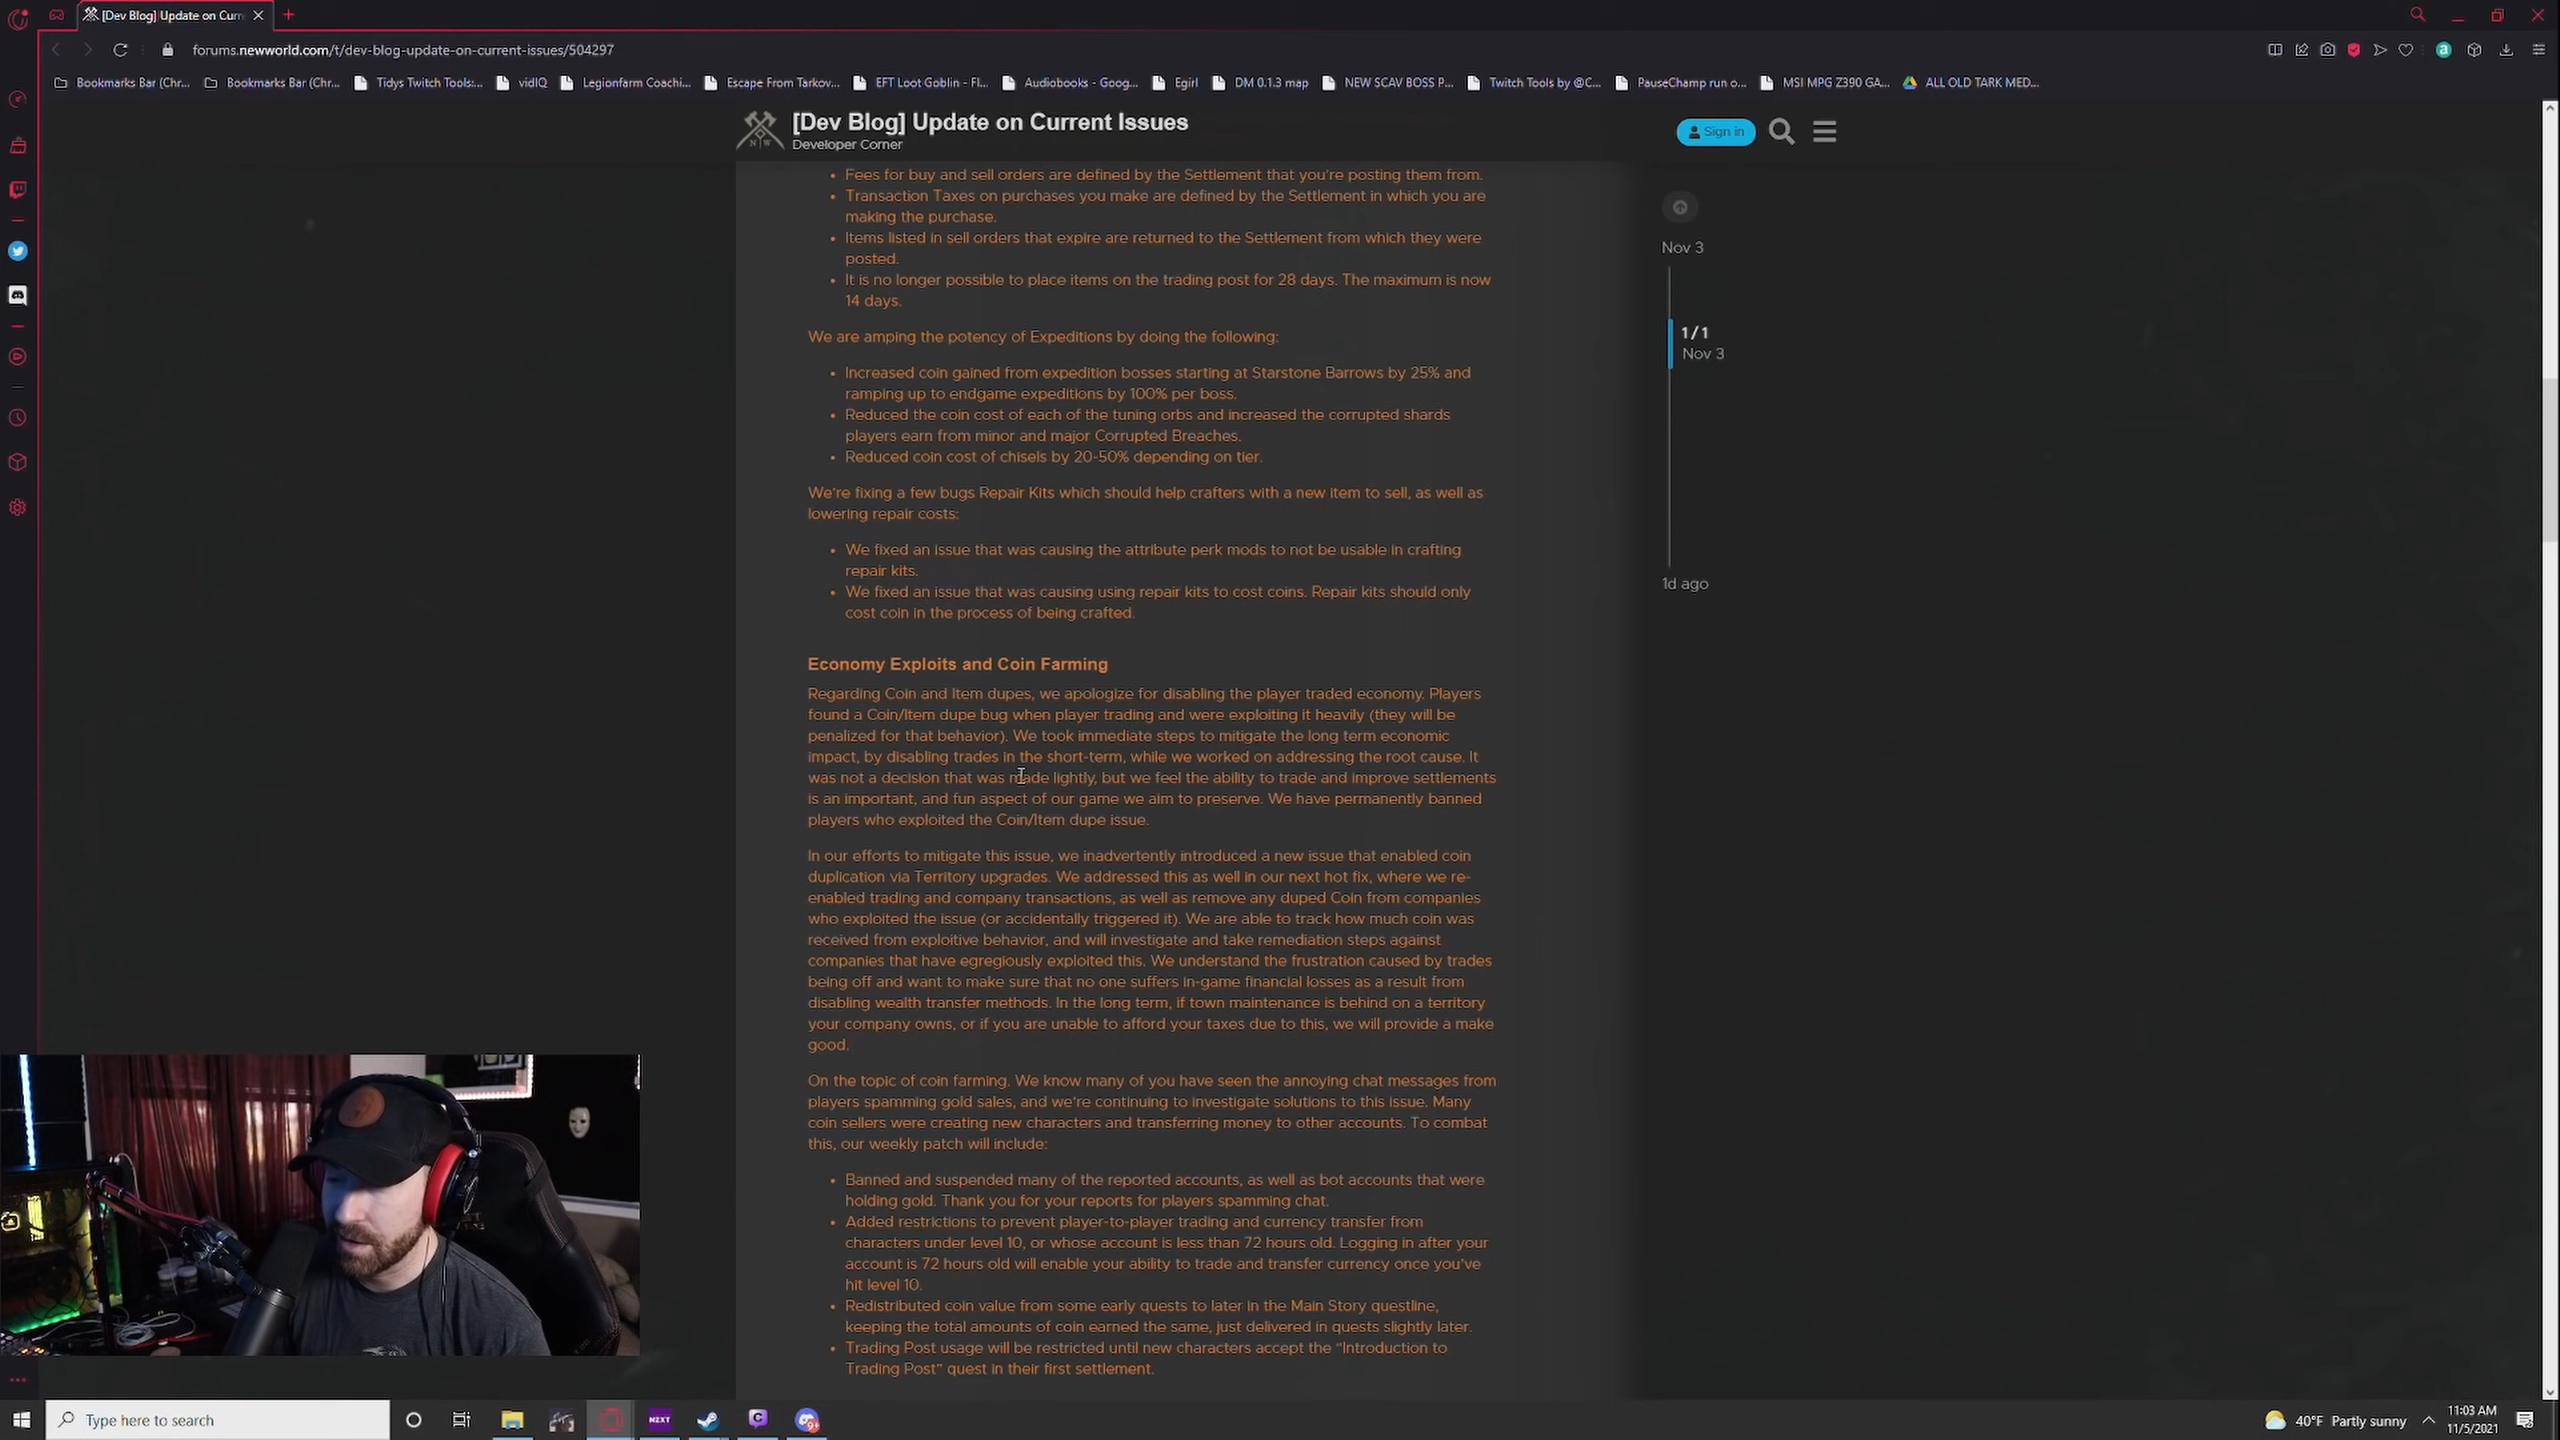 [Dev Blog] Update on Curr
forums.newworld.com/t/dev-blog-update-on-current-issues/504297
Bookmarks Bar (Chr...
Bookmarks Bar (Chr...
Tidys Twitch Tools:...
vidIQ
Legionfarm Coachi...
Escape From Tarkov...
EFT Loot Goblin - Fl...
Audiobooks - Goog...
Egirl
DM 0.1.3 map
NEW SCAV BOSS P...
Twitch Tools by @C...
PauseChamp run o...
MSI MPG Z390 GA...
ALL OLD TARK MED...
[Dev Blog] Update on Current Issues
Developer Corner
N W
Sign in
Fees for buy and sell orders are defined by the Settlement that you're posting them from.
Transaction Taxes on purchases you make are defined by the Settlement in which you are
making the purchase.
Items listed in sell orders that expire are returned to the Settlement from which they were
posted.
It is no longer possible to place items on the trading post for 28 days. The maximum is now
14 days.
We are amping the potency of Expeditions by doing the following:
Increased coin gained from expedition bosses starting at Starstone Barrows by 25% and
ramping up to endgame expeditions by 100% per boss.
Reduced the coin cost of each of the tuning orbs and increased the corrupted shards
players earn from minor and major Corrupted Breaches.
Reduced coin cost of chisels by 20-50% depending on tier.
We're fixing a few bugs Repair Kits which should help crafters with a new item to sell, as well as
lowering repair costs:
We fixed an issue that was causing the attribute perk mods to not be usable in crafting
repair kits.
We fixed an issue that was causing using repair kits to cost coins. Repair kits should only
cost coin in the process of being crafted.
Economy Exploits and Coin Farming
Regarding Coin and Item dupes, we apologize for disabling the player traded economy. Players
found a Coin/Item dupe bug when player trading and were exploiting it heavily (they will be
penalized for that behavior). We took immediate steps to mitigate the long term economic
impact, by disabling trades in the short-term, while we worked on addressing the root cause. It
was not a decision that was made lightly, but we feel the ability to trade and improve settlements
is an important, and fun aspect of our game we aim to preserve. We have permanently banned
players who exploited the Coin/Item dupe issue.
In our efforts to mitigate this issue, we inadvertently introduced a new issue that enabled coin
duplication via Territory upgrades. We addressed this as well in our next hot fix, where we re-
enabled trading and company transactions, as well as remove any duped Coin from companies
who exploited the issue (or accidentally triggered it). We are able to track how much coin was
received from exploitive behavior, and will investigate and take remediation steps against
companies that have egregiously exploited this. We understand the frustration caused by trades
being off and want to make sure that no one suffers in-game financial losses as a result from
disabling wealth transfer methods. In the long term, if town maintenance is behind on a territory
your company owns, or if you are unable to afford your taxes due to this, we will provide a make
good.
On the topic of coin farming. We know many of you have seen the annoying chat messages from
players spamming gold sales, and we're continuing to investigate solutions to this issue. Many
coin sellers were creating new characters and transferring money to other accounts. To combat
this, our weekly patch will include:
Banned and suspended many of the reported accounts, as well as bot accounts that were
holding gold. Thank you for your reports for players spamming chat.
Added restrictions to prevent player-to-player trading and currency transfer from
characters under level 10, or whose account is less than 72 hours old. Logging in after your
account is 72 hours old will enable your ability to trade and transfer currency once you've
hit level 10.
Redistributed coin value from some early quests to later in the Main Story questline,
keeping the total amounts of coin earned the same, just delivered in quests slightly later.
Trading Post usage will be restricted until new characters accept the "Introduction to
Trading Post" quest in their first settlement.
Nov 3
1 / 1
Nov 3
1d ago
Type here to search
NZXT
9+
40°F Partly sunny
11:03 AM
11/5/2021